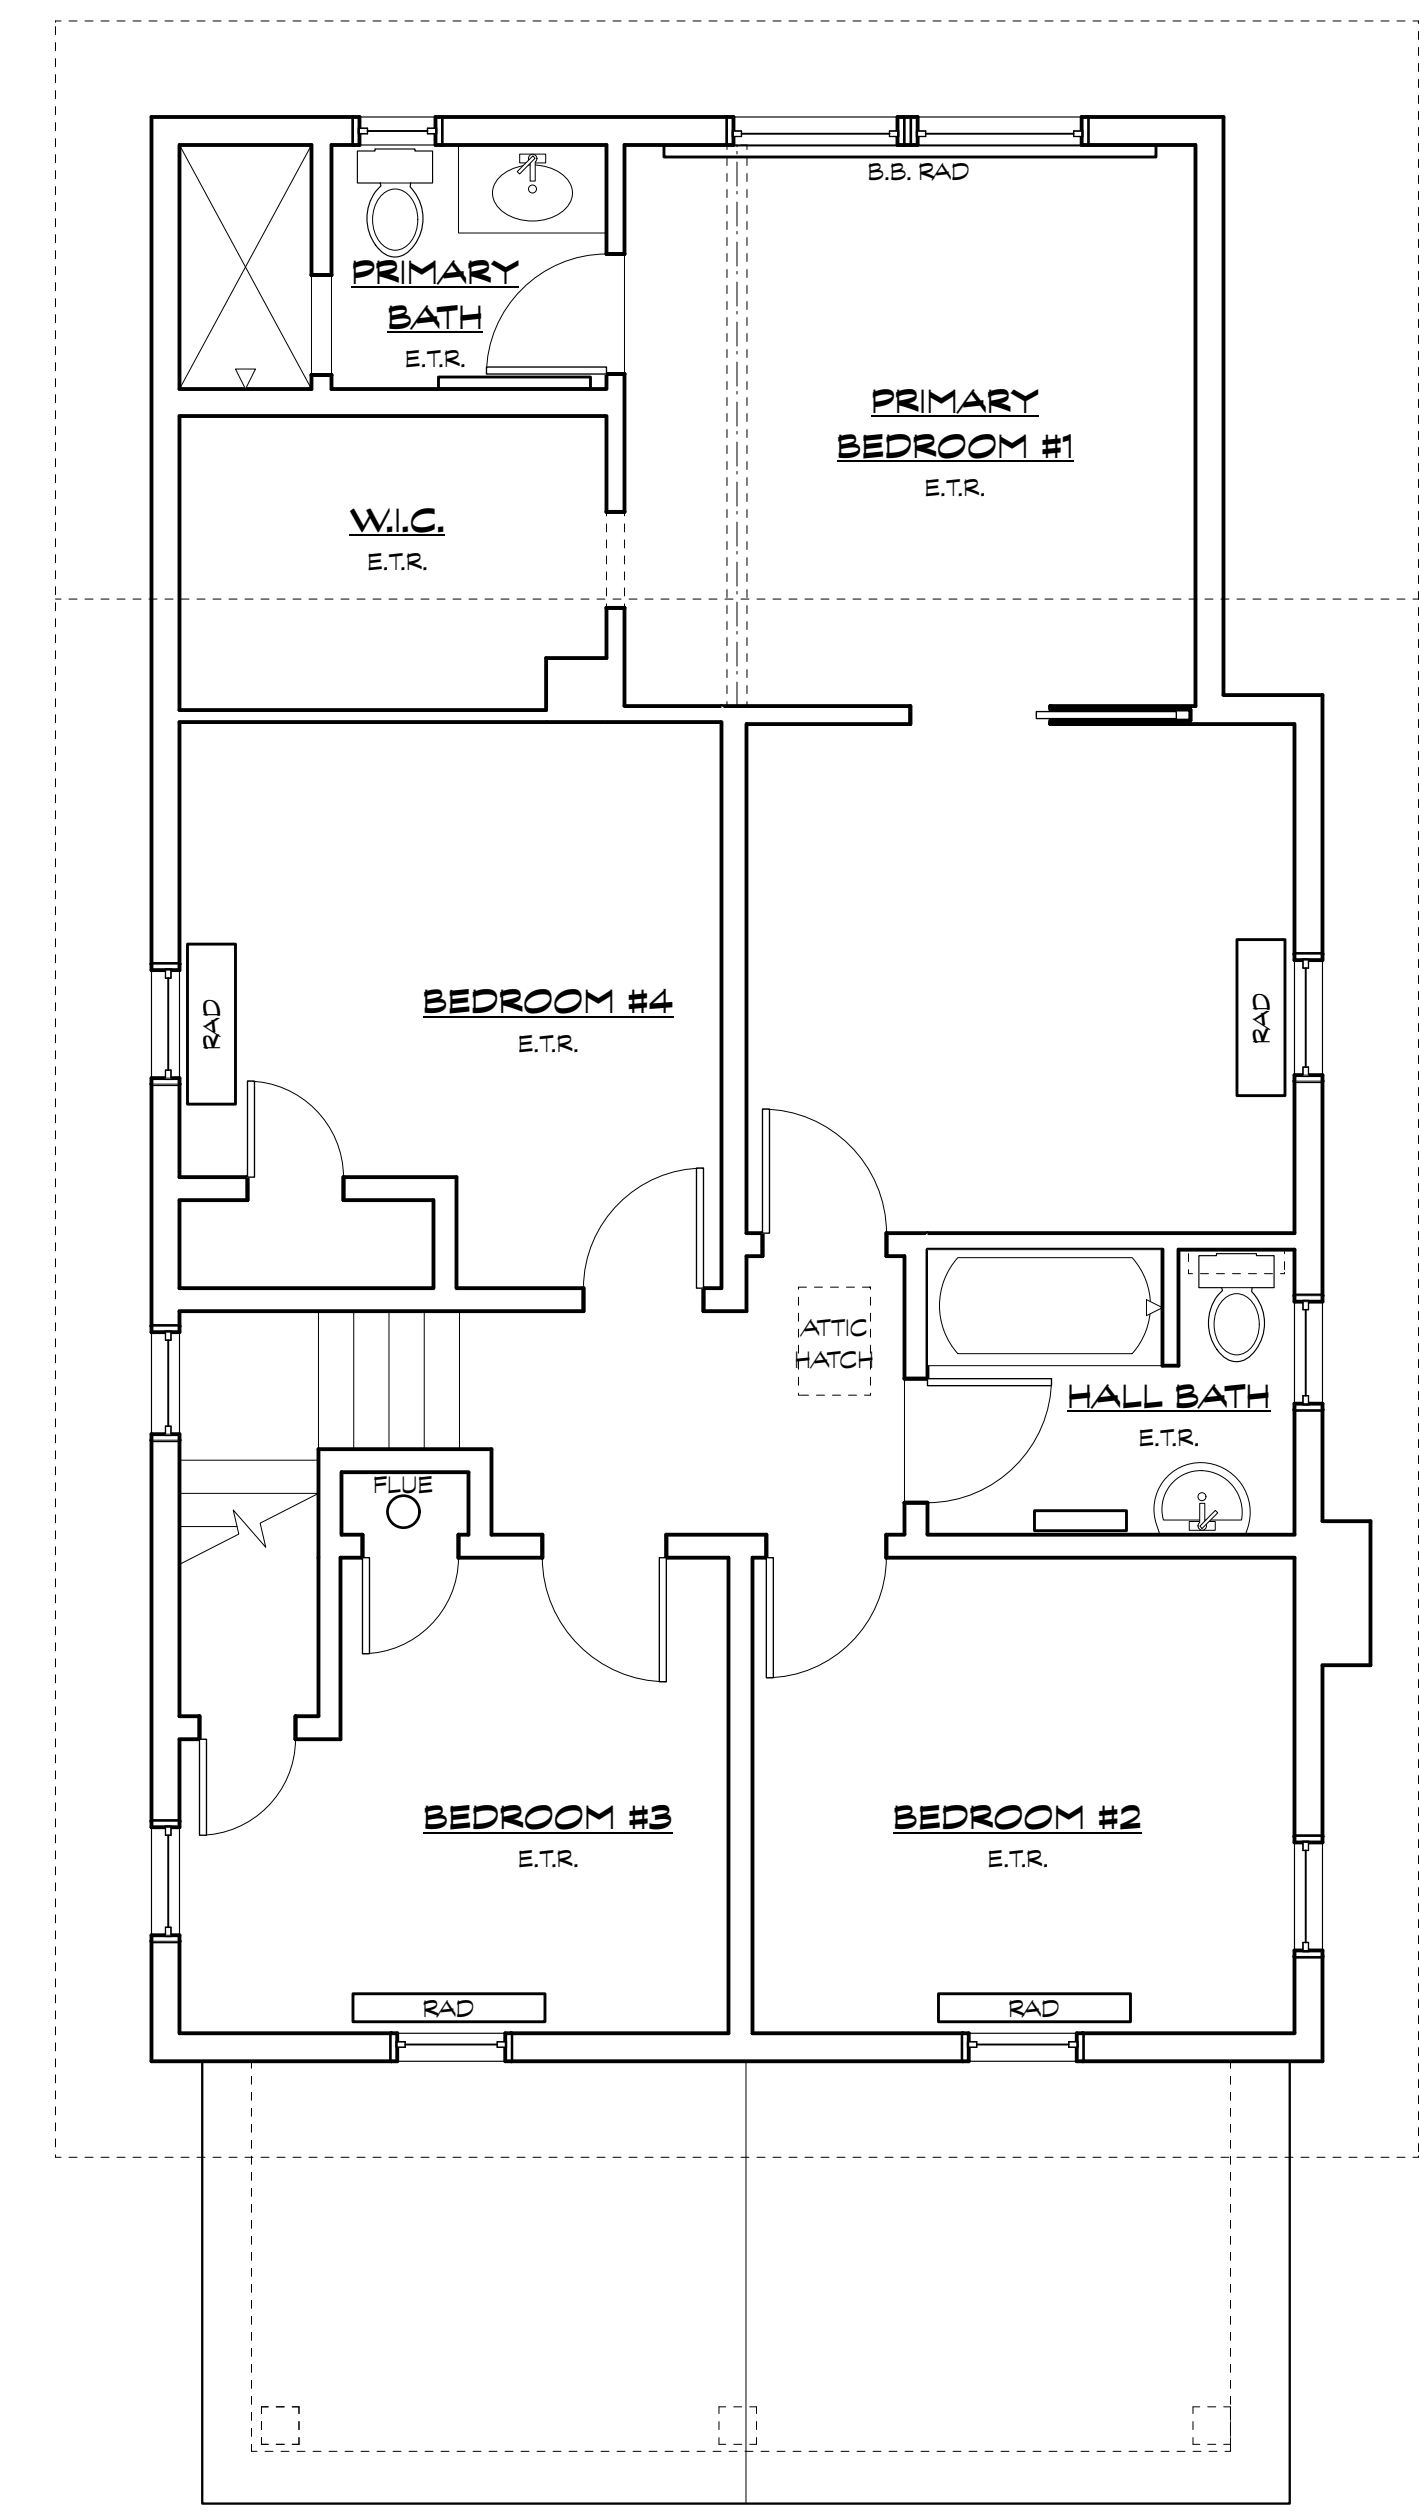 B.B. RAD
PRIMARY
BATH
E.T.R.
PRIMARY
BEDROOM #1
E.T.R.
W.I.C.
E.T.R.
BEDROOM #4
E.T.R.
RAD
RAD
ATTIC
HATCH
HALL BATH
E.T.R.
FLUE
BEDROOM #3
E.T.R.
BEDROOM #2
E.T.R.
RAD
RAD